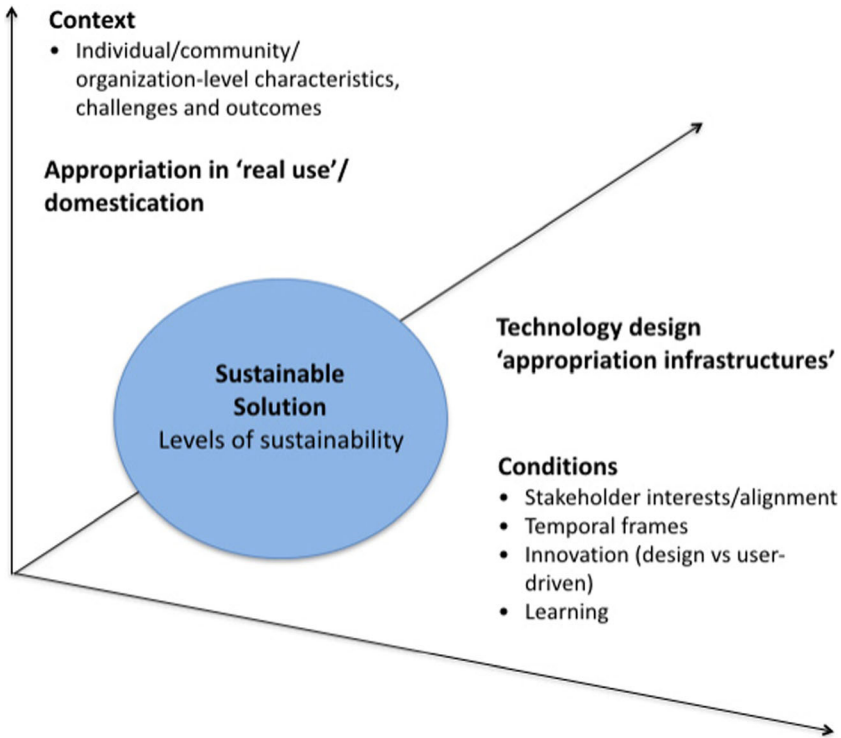 Context
• Individual/community/
organization-level characteristics,
challenges and outcomes
Appropriation in ‘real use’/
domestication
Sustainable
Solution
Levels of sustainability
Technology design
‘appropriation infrastructures’
Conditions
• Stakeholder interests/alignment
• Temporal frames
• Innovation (design vs user-
driven)
• Learning